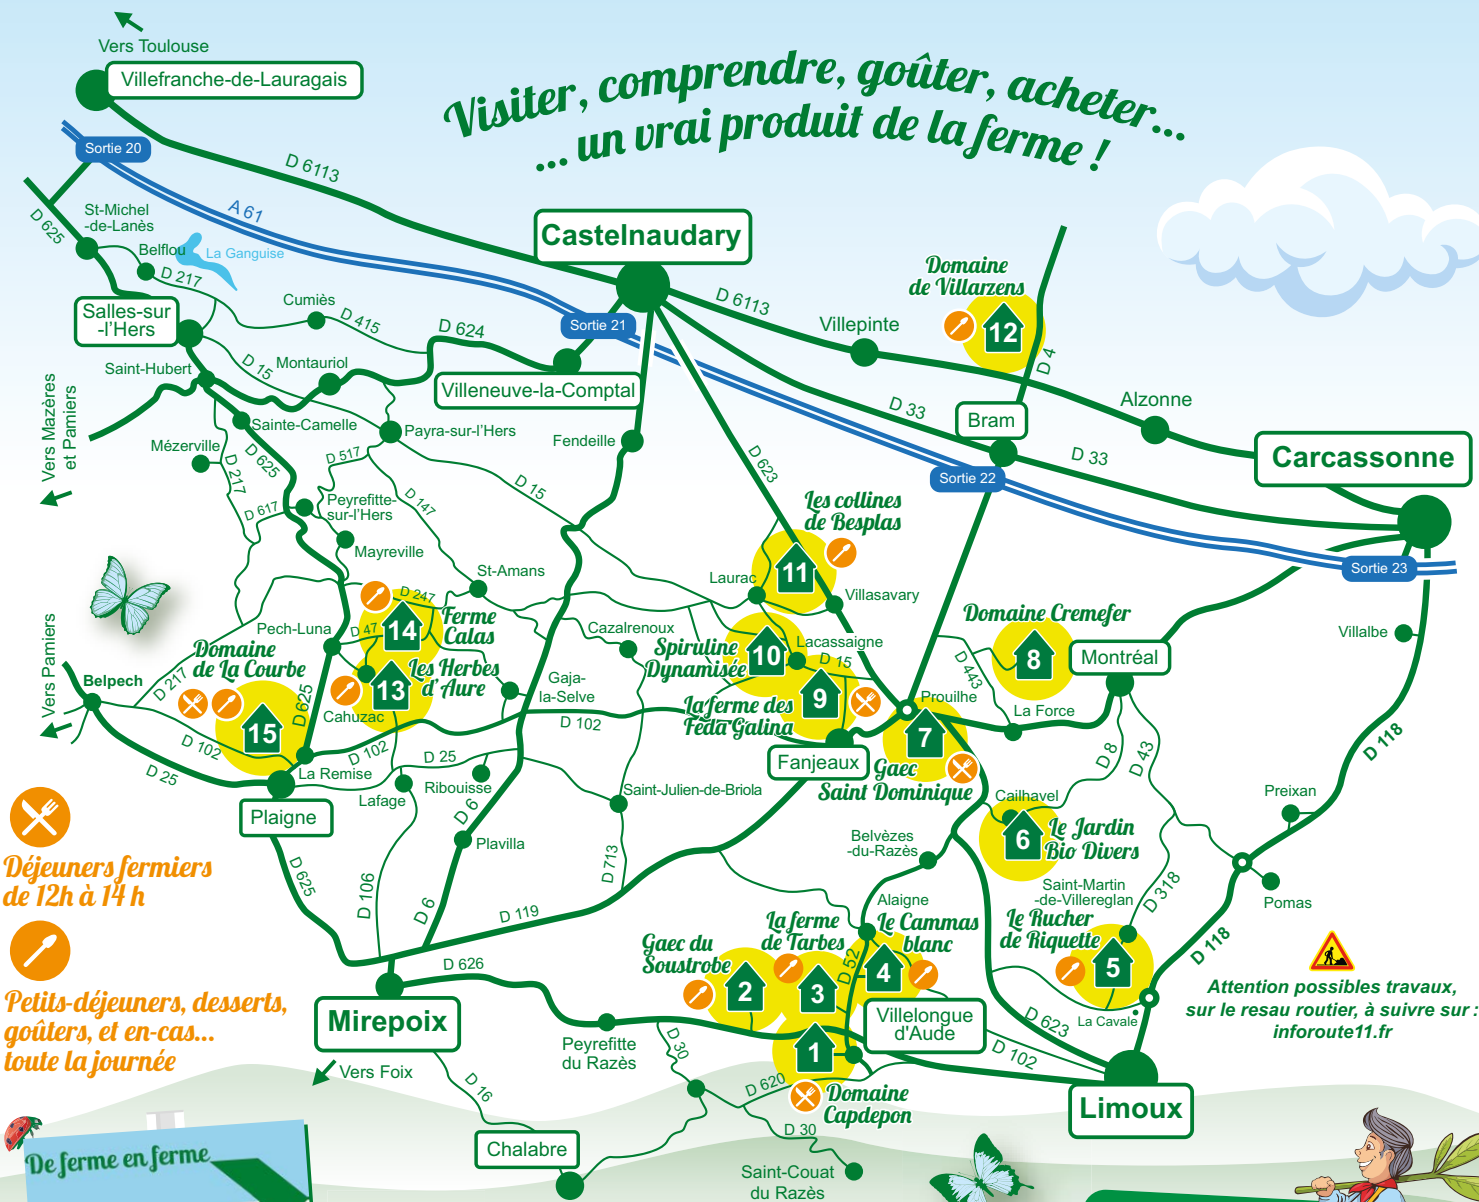 Vers Toulouse
Villefranche-de-Lauragais
Visiter, comprendre, goûter, acheter...
... un vrai produit de la ferme !
Sortie 20
D 6113
A 61
D 625
St-Michel
-de-Lanès
Belflou
La Ganguise
D 217
Castelnaudary
Salles-sur
-l'Hers
Cumiès
D 415
D 624
Sortie 21
D 6113
Villepinte
Domaine
de Villarzens
12
D 4
Saint-Hubert
D 15
Montauriol
Villeneuve-la-Comptal
D 33
Bram
Alzonne
Vers Mazères
et Pamiers
Sainte-Camelle
Payra-sur-l'Hers
Fendeille
Mézerville
D 217
D 625
D 517
D 623
D 33
Carcassonne
Sortie 22
D 15
D 617
Peyrefitte-
sur-l'Hers
D 147
Les collines
de Besplas
11
Mayreville
St-Amans
Laurac
Villasavary
Sortie 23
D 247
14
Ferme
Calas
Pech-Luna
D 47
Cazalrenoux
Domaine Cremefer
8
Montréal
Villalbe
Vers Pamiers
Domaine
de La Courbe
15
Belpech
D 217
D 625
13
Les Herbes
d'Aure
Cahuzac
Gaja-
la-Selve
Spiruline
Dynamisée
10
Lacassaigne
D 15
9
La ferme des
Feda Galina
D 443
Prouilhe
La Force
D 102
D 102
D 102
D 25
D 25
La Remise
Plaigne
Lafage
Ribouisse
D 6
Saint-Julien-de-Briola
Fanjeaux
7
Gaec
Saint Dominique
D 8
D 43
D 118
Preixan
Cailhavel
6
Le Jardin
Bio Divers
Plavilla
Belvèzes
-du-Razès
Déjeuners fermiers
de 12h à 14 h
D 625
D 106
D 6
D 713
D 119
Saint-Martin
-de-Villereglan
D 318
Pomas
Alaigne
Le Rucher
de Riquette
5
D 118
La ferme
de Tarbes
3
Le Cammas
blanc
4
D 52
Gaec du
Soustrobe
2
D 626
Petits-déjeuners, desserts,
goûters, et en-cas...
toute la journée
Attention possibles travaux,
sur le resau routier, à suivre sur :
inforoute11.fr
Mirepoix
Villelongue
d'Aude
La Cavale
D 623
D 102
Peyrefitte
du Razès
D 30
1
Domaine
Capdepon
D 620
Vers Foix
D 16
Limoux
Chalabre
D 30
Saint-Couat
du Razès
De ferme en ferme